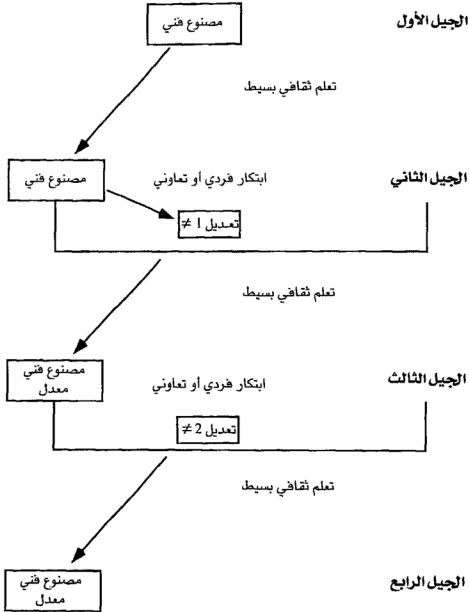 الجيل الأول
مصنوع فني
تعلم ثقافي بسيط
الجيل الثاني
ابتكار فردي أو تعاوني
مصنوع فني
تعديل 1 ≠
تعلم ثقافي بسيط
الجيل الثالث
ابتكار فردي أو تعاوني
مصنوع فني
معدل
تعديل 2 ≠
تعلم ثقافي بسيط
الجيل الرابع
مصنوع فني
معدل